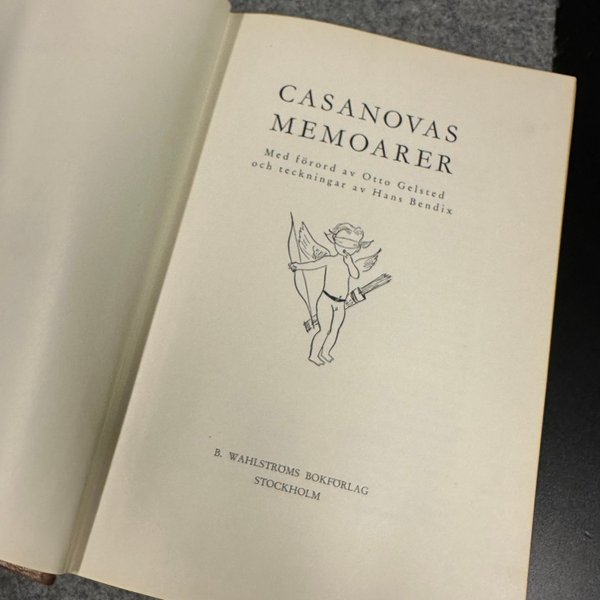 CASANOVAS
MEMOARER
Med förord av Otto Gelsted
och teckningar av Hans Bendix
B. WAHLSTRÖMS BOKFÖRLAG
STOCKHOLM